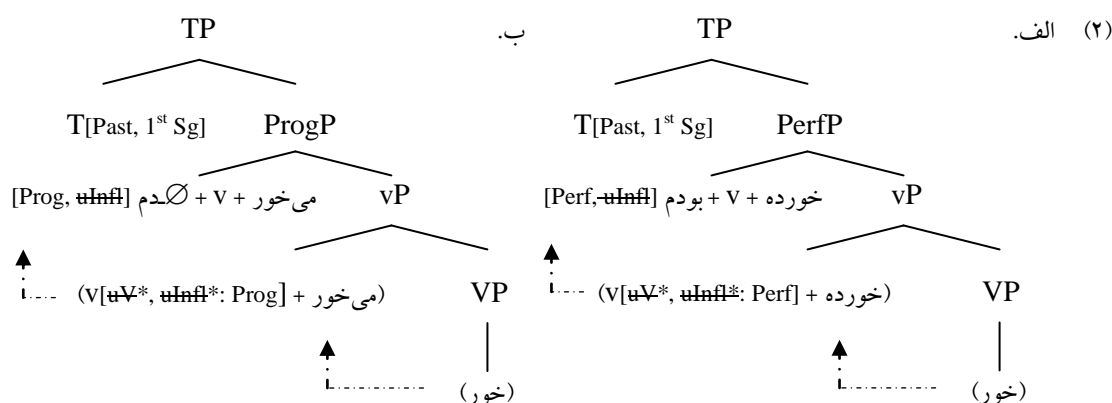 (۲) الف. TP ب. TP
T[Past, 1st Sg] PerfP T[Past, 1st Sg] ProgP
[Perf, uInfl] خورده + v + بودم vP [Prog, uInfl] می‌خور + v + ∅ـدم vP
(v[uV*, uInfl*: Perf] + خورده) VP (v[uV*, uInfl*: Prog] + می‌خور) VP
(خور) (خور)